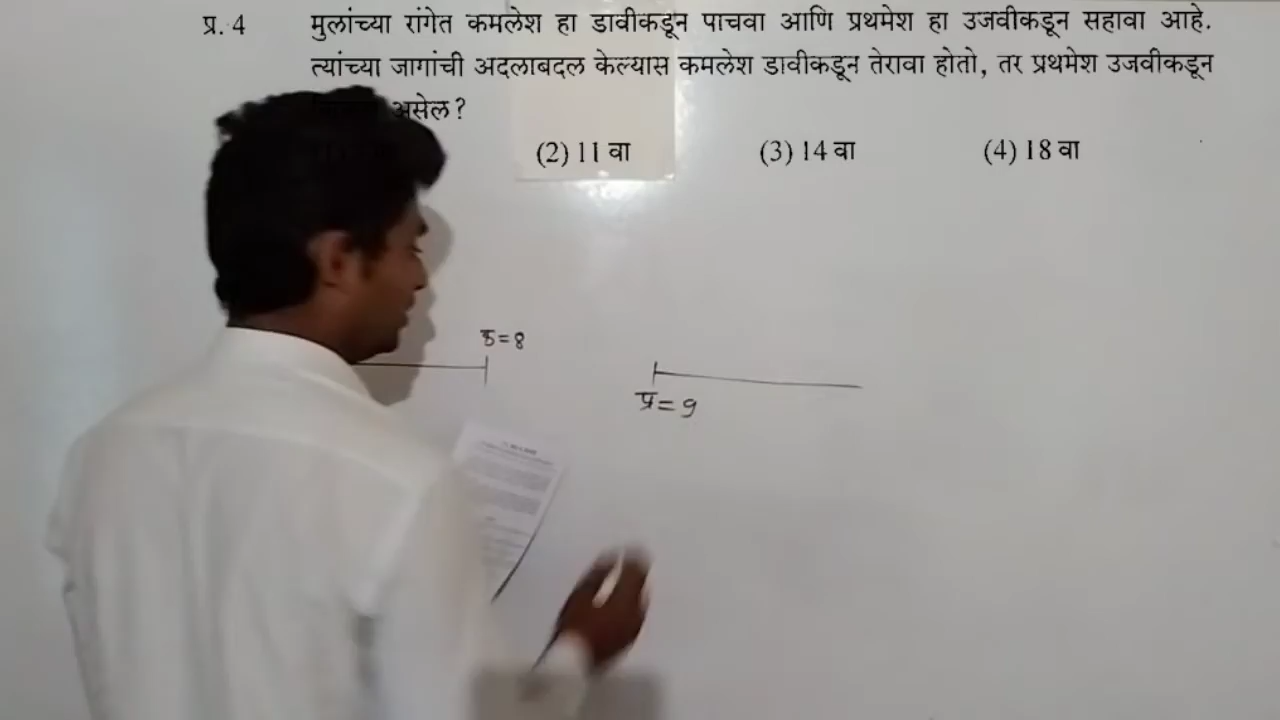 प्र. 4 मुलांच्या रांगेत कमलेश हा डावीकडून पाचवा आणि प्रथमेश हा उजवीकडून सहावा आहे.
त्यांच्या जागांची अदलाबदल केल्यास कमलेश डावीकडून तेरावा होतो, तर प्रथमेश उजवीकडून
असेल?
(2) 11 वा (3) 14 वा (4) 18 वा
= 8
प्र = 9